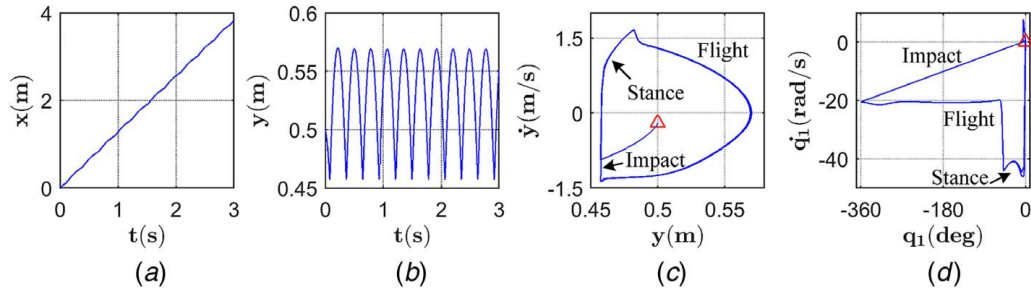 4
2
0
x(m)
0 1 2 3
t(s)
(a)
0.6
0.55
0.5
0.45
y(m)
0 1 2 3
t(s)
(b)
1.5
0
-1.5
ẏ(m/s)
Flight
Stance
Impact
0.45 0.5 0.57
y(m)
(c)
0
-20
-40
q̇₁(rad/s)
Impact
Flight
Stance
-360 -180 0
q₁(deg)
(d)